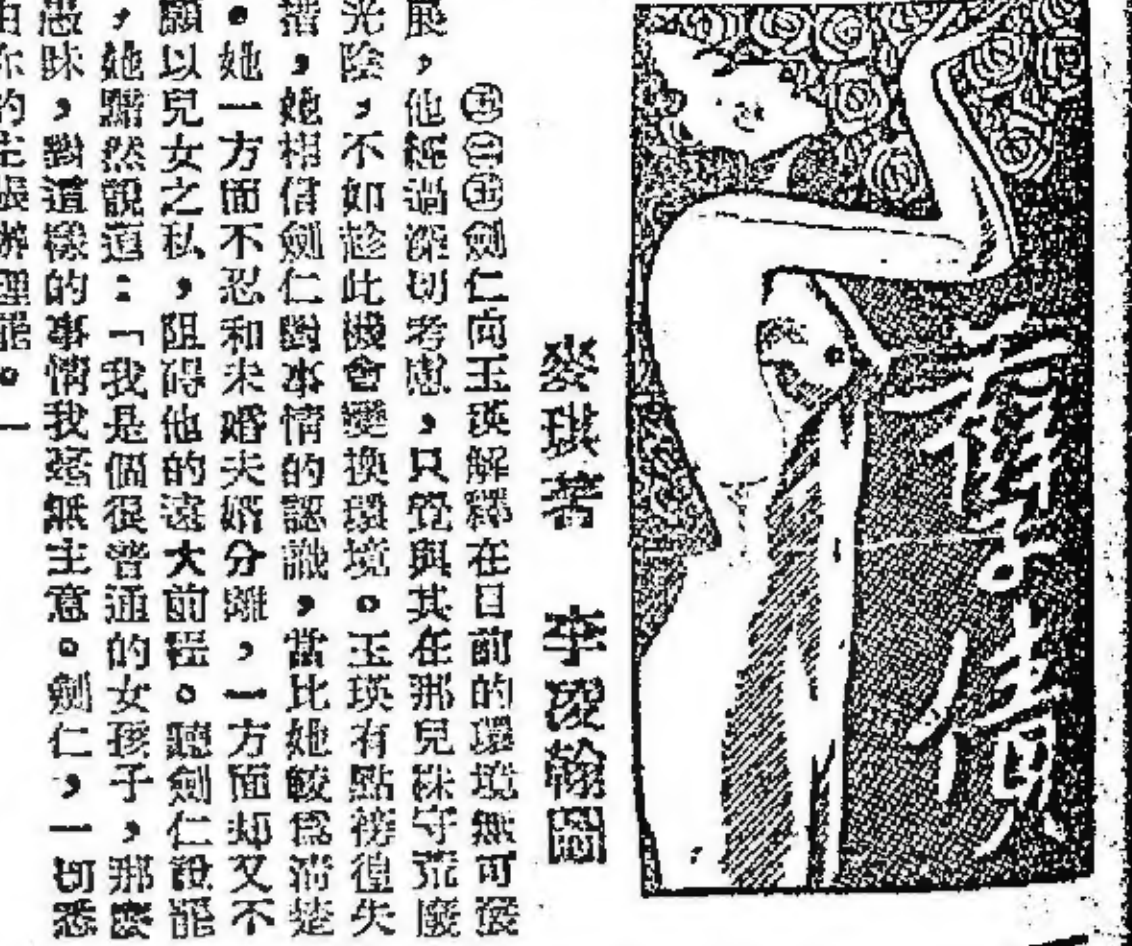 麥琪著　李凌翰圖
劍仁向玉瑛解釋在目前的環境無可發
展，他經過深切考慮，只覺與其在那兒株守荒廢
光陰，不如趁此機會變換環境。玉瑛有點徬徨失
措，她相信劍仁對事情的認識，當比她較爲清楚
。她一方面不忍和未婚夫婿分離，一方面却又不
願以兒女之私，阻碍他的遠大前程。聽劍仁說罷
，她黯然說道：「我是個很普通的女孩子，那麽
愚昧，對這樣的事情我毫無主意。劍仁，一切悉
由你的主張辦理罷。」